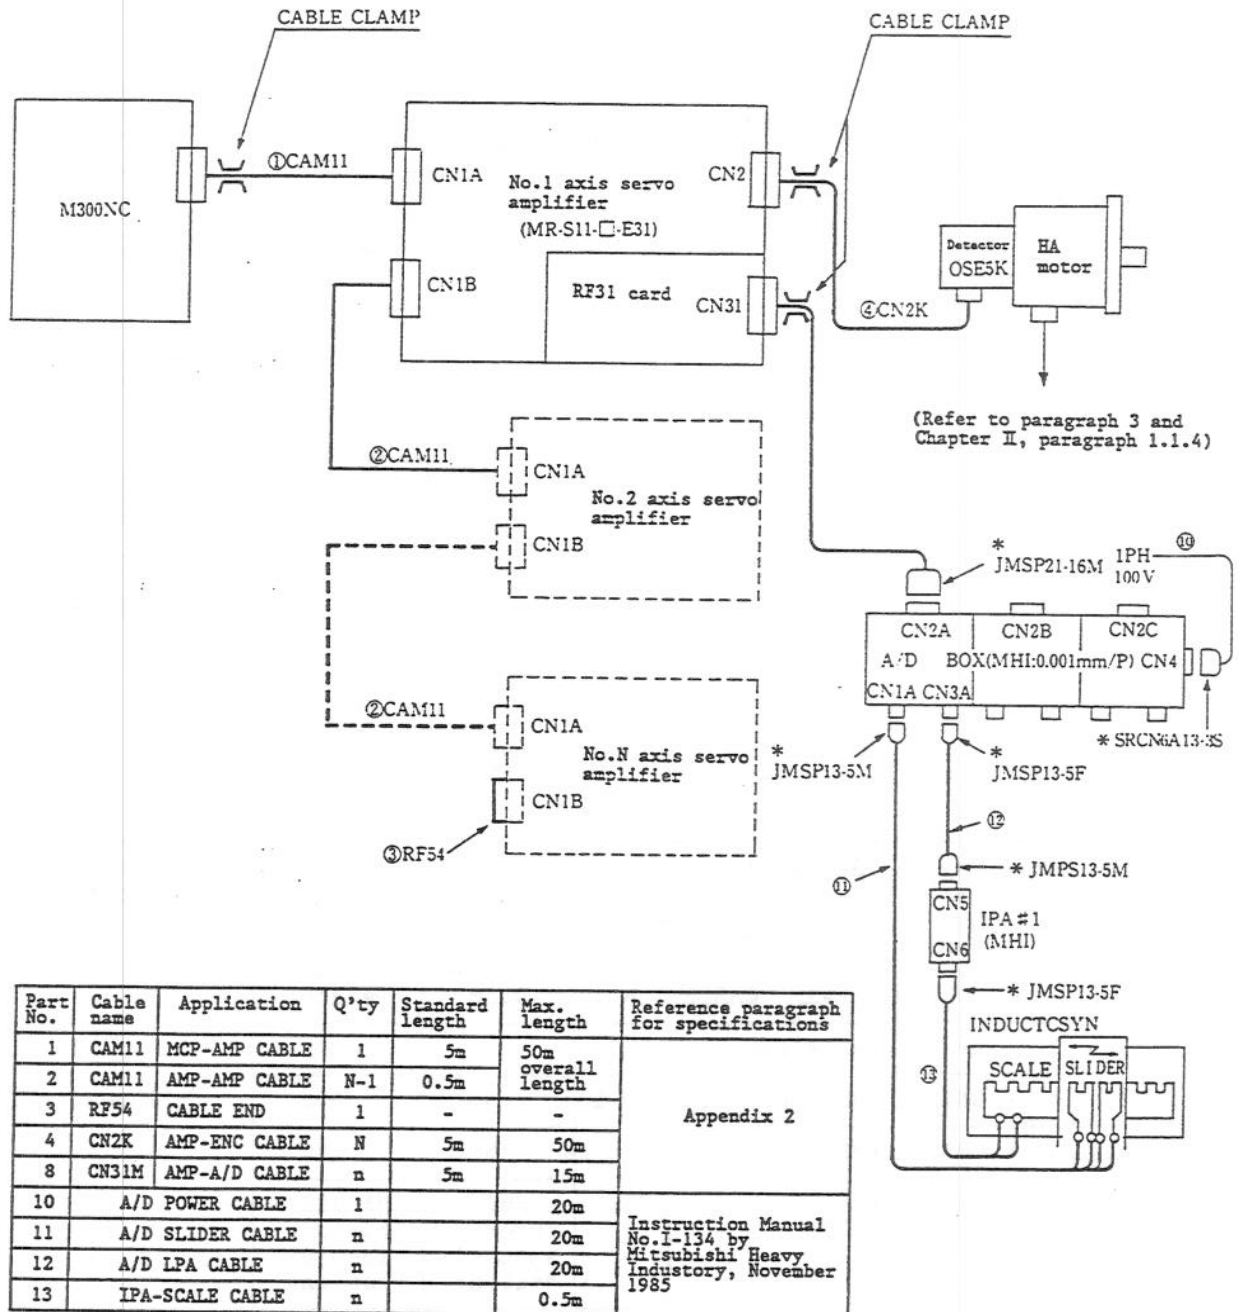 CABLE CLAMP
CABLE CLAMP
M300NC
①CAM11
CN1A
No.1 axis servo
amplifier
(MR-S11-□-E31)
CN2
CN1B
RF31 card
CN31
Detector
OSE5K
HA
motor
④CN2K
(Refer to paragraph 3 and
Chapter II, paragraph 1.1.4)
②CAM11
CN1A
No.2 axis servo
amplifier
CN1B
*
JMSP21-16M
1PH
100V
⑩
CN2A
CN2B
CN2C
A/D BOX(MHI:0.001mm/P) CN4
CN1A CN3A
②CAM11
CN1A
No.N axis servo
amplifier
CN1B
③RF54
*
JMSP13-5M
*
JMSP13-5F
* SRCN6A13-3S
⑫
⑪
* JMPS13-5M
CN5
IPA #1
(MHI)
CN6
* JMSP13-5F
INDUCTCSYN
⑬
SCALE
SLIDER
Part No. Cable name Application Q'ty Standard length Max. length Reference paragraph for specifications
1 CAM11 MCP-AMP CABLE 1 5m 50m overall length
2 CAM11 AMP-AMP CABLE N-1 0.5m
3 RF54 CABLE END 1 - - Appendix 2
4 CN2K AMP-ENC CABLE N 5m 50m
8 CN31M AMP-A/D CABLE n 5m 15m
10 A/D POWER CABLE 1 20m
11 A/D SLIDER CABLE n 20m
12 A/D LPA CABLE n 20m
13 IPA-SCALE CABLE n 0.5m
Instruction Manual
No.I-134 by
Mitsubishi Heavy
Industory, November
1985